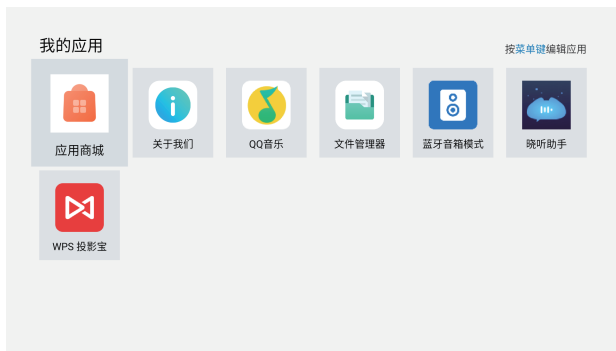 我的应用
按菜单键编辑应用
应用商城
关于我们
QQ音乐
文件管理器
蓝牙音箱模式
晓听助手
WPS 投影宝